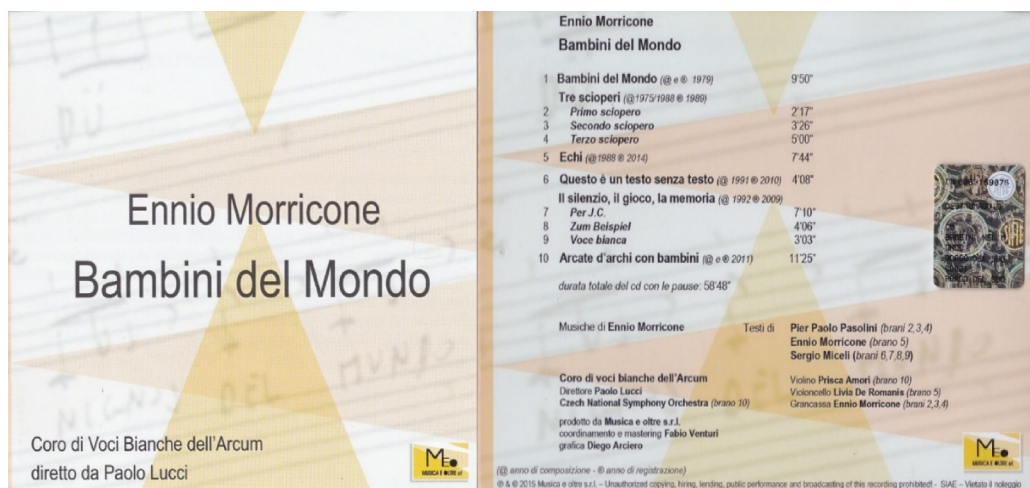 Ennio Morricone
Bambini del Mondo
Coro di Voci Bianche dell'Arcum
diretto da Paolo Lucci
MEo
MUSICA E OLTRE srl
Ennio Morricone
Bambini del Mondo
1 Bambini del Mondo (@ e ® 1979) 9'50"
Tre scioperi (@1975/1988 ® 1989)
2 Primo sciopero 2'17"
3 Secondo sciopero 3'26"
4 Terzo sciopero 5'00"
5 Echi (@1988 ® 2014) 7'44"
6 Questo è un testo senza testo (@ 1991 ® 2010) 4'08"
Il silenzio, il gioco, la memoria (@ 1992 ® 2009)
7 Per J.C. 7'10"
8 Zum Beispiel 4'06"
9 Voce bianca 3'03"
10 Arcate d'archi con bambini (@ e ® 2011) 11'25"
durata totale del cd con le pause: 58'48"
Musiche di Ennio Morricone Testi di Pier Paolo Pasolini (brani 2,3,4)
Ennio Morricone (brano 5)
Sergio Miceli (brani 6,7,8,9)
Coro di voci bianche dell'Arcum Violino Prisca Amori (brano 10)
Direttore Paolo Lucci Violoncello Livia De Romanis (brano 5)
Czech National Symphony Orchestra (brano 10) Grancassa Ennio Morricone (brani 2,3,4)
prodotto da Musica e oltre s.r.l.
coordinamento e mastering Fabio Venturi
grafica Diego Arciero
MEo
MUSICA E OLTRE srl
(@ anno di composizione - ® anno di registrazione)
℗ & © 2015 Musica e oltre s.r.l. – Unauthorized copying, hiring, lending, public performance and broadcasting of this recording prohibited! - SIAE – Vietato il noleggio